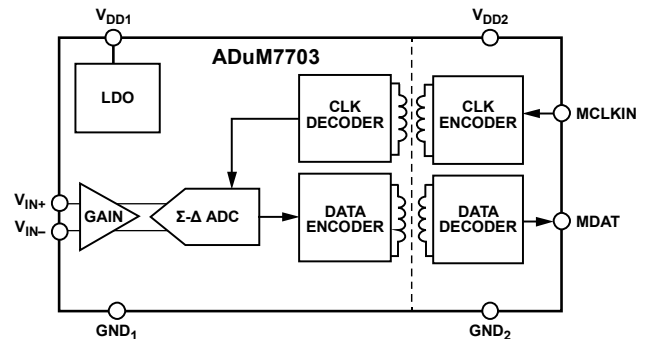 VDD1
VDD2
ADuM7703
LDO
CLK
DECODER
CLK
ENCODER
MCLKIN
VIN+
VIN–
GAIN
Σ-Δ ADC
DATA
ENCODER
DATA
DECODER
MDAT
GND1
GND2